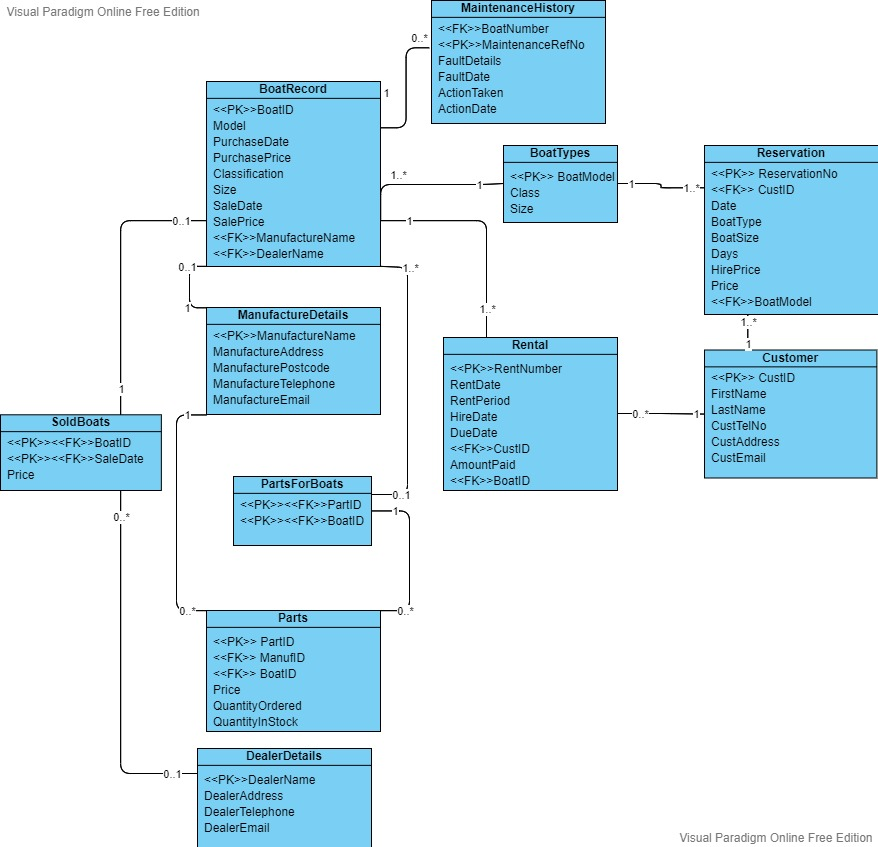 Visual Paradigm Online Free Edition
MaintenanceHistory
<<FK>>BoatNumber
<<PK>>MaintenanceRefNo
FaultDetails
FaultDate
ActionTaken
ActionDate
0..*
1
BoatRecord
<<PK>>BoatID
Model
PurchaseDate
PurchasePrice
Classification
Size
SaleDate
SalePrice
<<FK>>ManufactureName
<<FK>>DealerName
1..*
1
BoatTypes
<<PK>> BoatModel
Class
Size
1
1..*
Reservation
<<PK>> ReservationNo
<<FK>> CustID
Date
BoatType
BoatSize
Days
HirePrice
Price
<<FK>>BoatModel
0..1
1
0..1
1..*
1
1..*
1..*
1
ManufactureDetails
<<PK>>ManufactureName
ManufactureAddress
ManufacturePostcode
ManufactureTelephone
ManufactureEmail
Rental
<<PK>>RentNumber
RentDate
RentPeriod
HireDate
DueDate
<<FK>>CustID
AmountPaid
<<FK>>BoatID
0..*
1
Customer
<<PK>> CustID
FirstName
LastName
CustTelNo
CustAddress
CustEmail
1
1
SoldBoats
<<PK>><<FK>>BoatID
<<PK>><<FK>>SaleDate
Price
PartsForBoats
<<PK>><<FK>>PartID
<<PK>><<FK>>BoatID
0..1
1
0..*
0..*
0..*
Parts
<<PK>> PartID
<<FK>> ManufID
<<FK>> BoatID
Price
QuantityOrdered
QuantityInStock
0..1
DealerDetails
<<PK>>DealerName
DealerAddress
DealerTelephone
DealerEmail
Visual Paradigm Online Free Edition